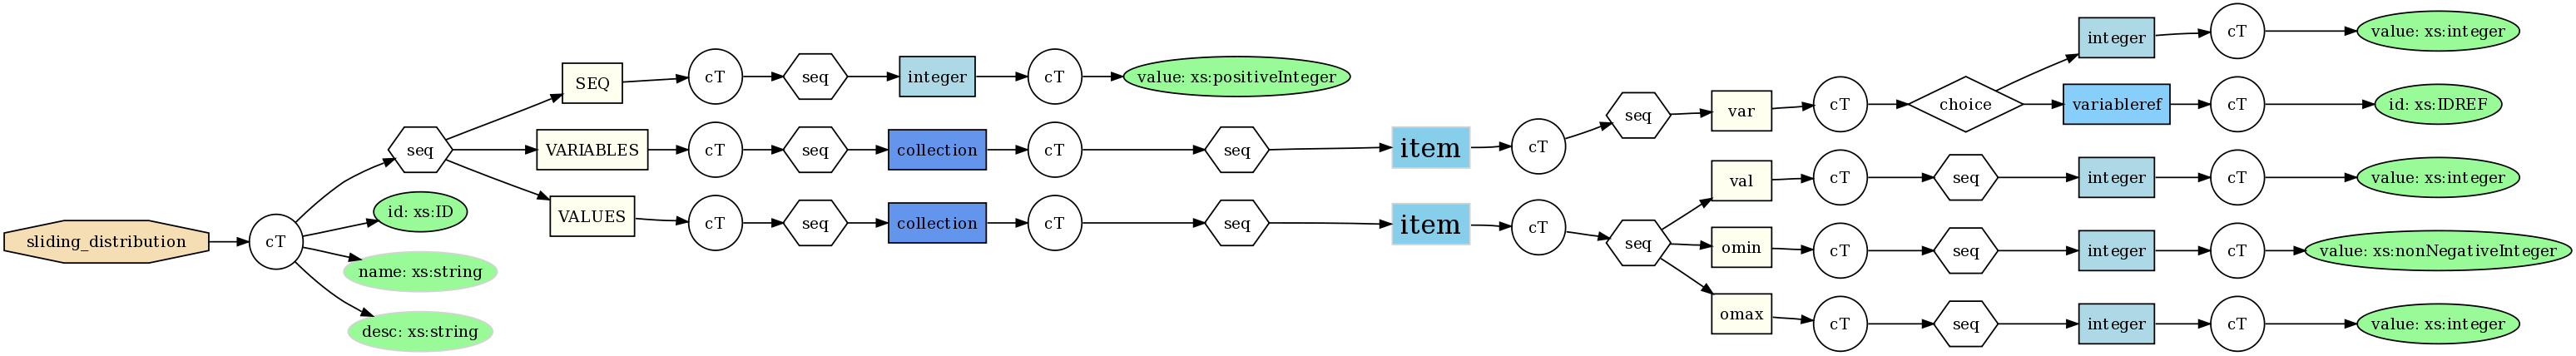 sliding_distribution
cT
seq
id: xs:ID
name: xs:string
desc: xs:string
SEQ
cT
seq
integer
cT
value: xs:positiveInteger
VARIABLES
cT
seq
collection
cT
seq
item
cT
seq
var
cT
choice
integer
cT
value: xs:integer
variableref
cT
id: xs:IDREF
VALUES
cT
seq
collection
cT
seq
item
cT
seq
val
cT
seq
integer
cT
value: xs:integer
omin
cT
seq
integer
cT
value: xs:nonNegativeInteger
omax
cT
seq
integer
cT
value: xs:integer